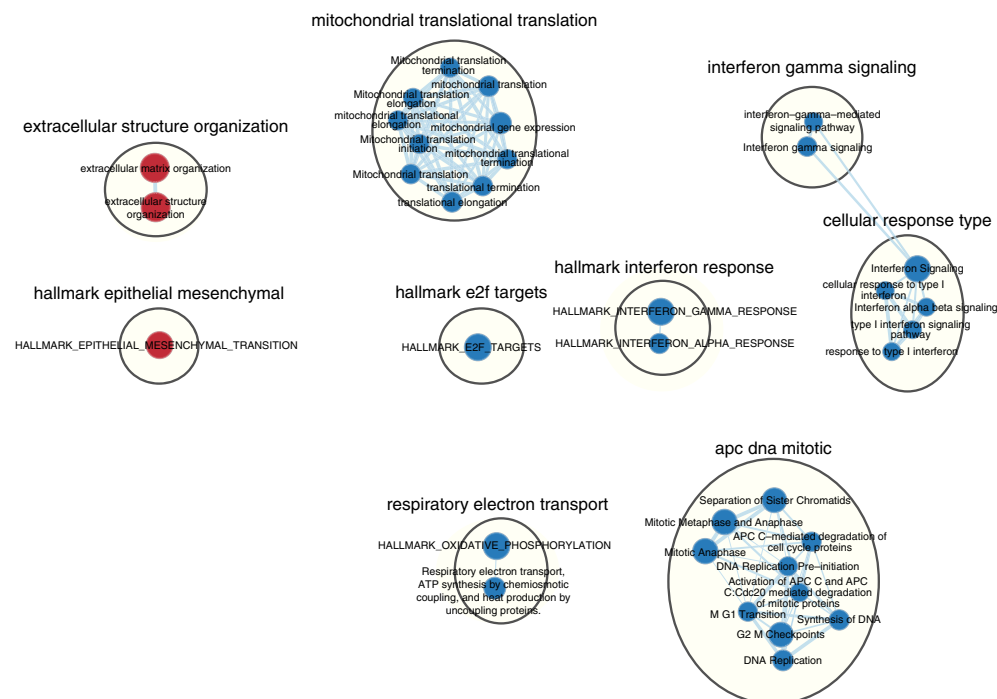 mitochondrial translational translation
Mitochondrial translation
termination
mitochondrial translation
Mitochondrial translation
elongation
mitochondrial translational
elongation
mitochondrial gene expression
Mitochondrial translation
initiation
mitochondrial translational
termination
Mitochondrial translation
translational termination
translational elongation
interferon gamma signaling
interferon−gamma−mediated
signaling pathway
Interferon gamma signaling
extracellular structure organization
extracellular matrix organization
extracellular structure
organization
cellular response type
Interferon Signaling
cellular response to type I
interferon
Interferon alpha beta signaling
type I interferon signaling
pathway
response to type I interferon
hallmark epithelial mesenchymal
HALLMARK_EPITHELIAL_MESENCHYMAL_TRANSITION
hallmark e2f targets
HALLMARK_E2F_TARGETS
hallmark interferon response
HALLMARK_INTERFERON_GAMMA_RESPONSE
HALLMARK_INTERFERON_ALPHA_RESPONSE
respiratory electron transport
HALLMARK_OXIDATIVE_PHOSPHORYLATION
Respiratory electron transport,
ATP synthesis by chemiosmotic
coupling, and heat production by
uncoupling proteins.
apc dna mitotic
Separation of Sister Chromatids
Mitotic Metaphase and Anaphase
APC C−mediated degradation of
cell cycle proteins
Mitotic Anaphase
DNA Replication Pre−initiation
Activation of APC C and APC
C:Cdc20 mediated degradation
of mitotic proteins
M G1 Transition
Synthesis of DNA
G2 M Checkpoints
DNA Replication